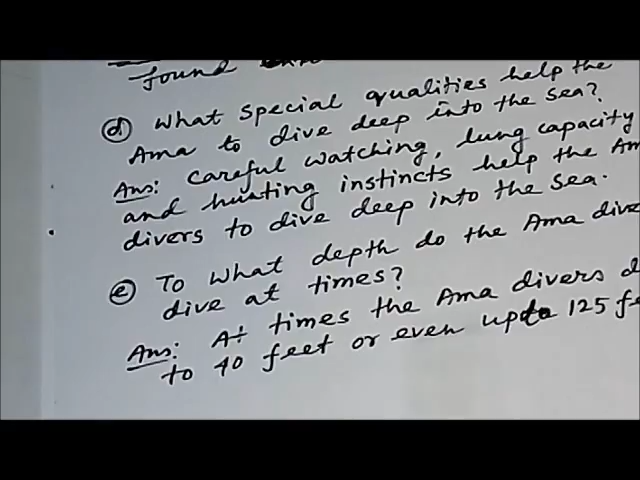 found
(d) What special qualities help the
Ama to dive deep into the sea?
Ans: Careful watching, lung capacity
and hunting instincts help the Am
divers to dive deep into the sea.
(e) To what depth do the Ama dive
dive at times?
Ans: At times the Ama divers d
to 40 feet or even upto 125 fe